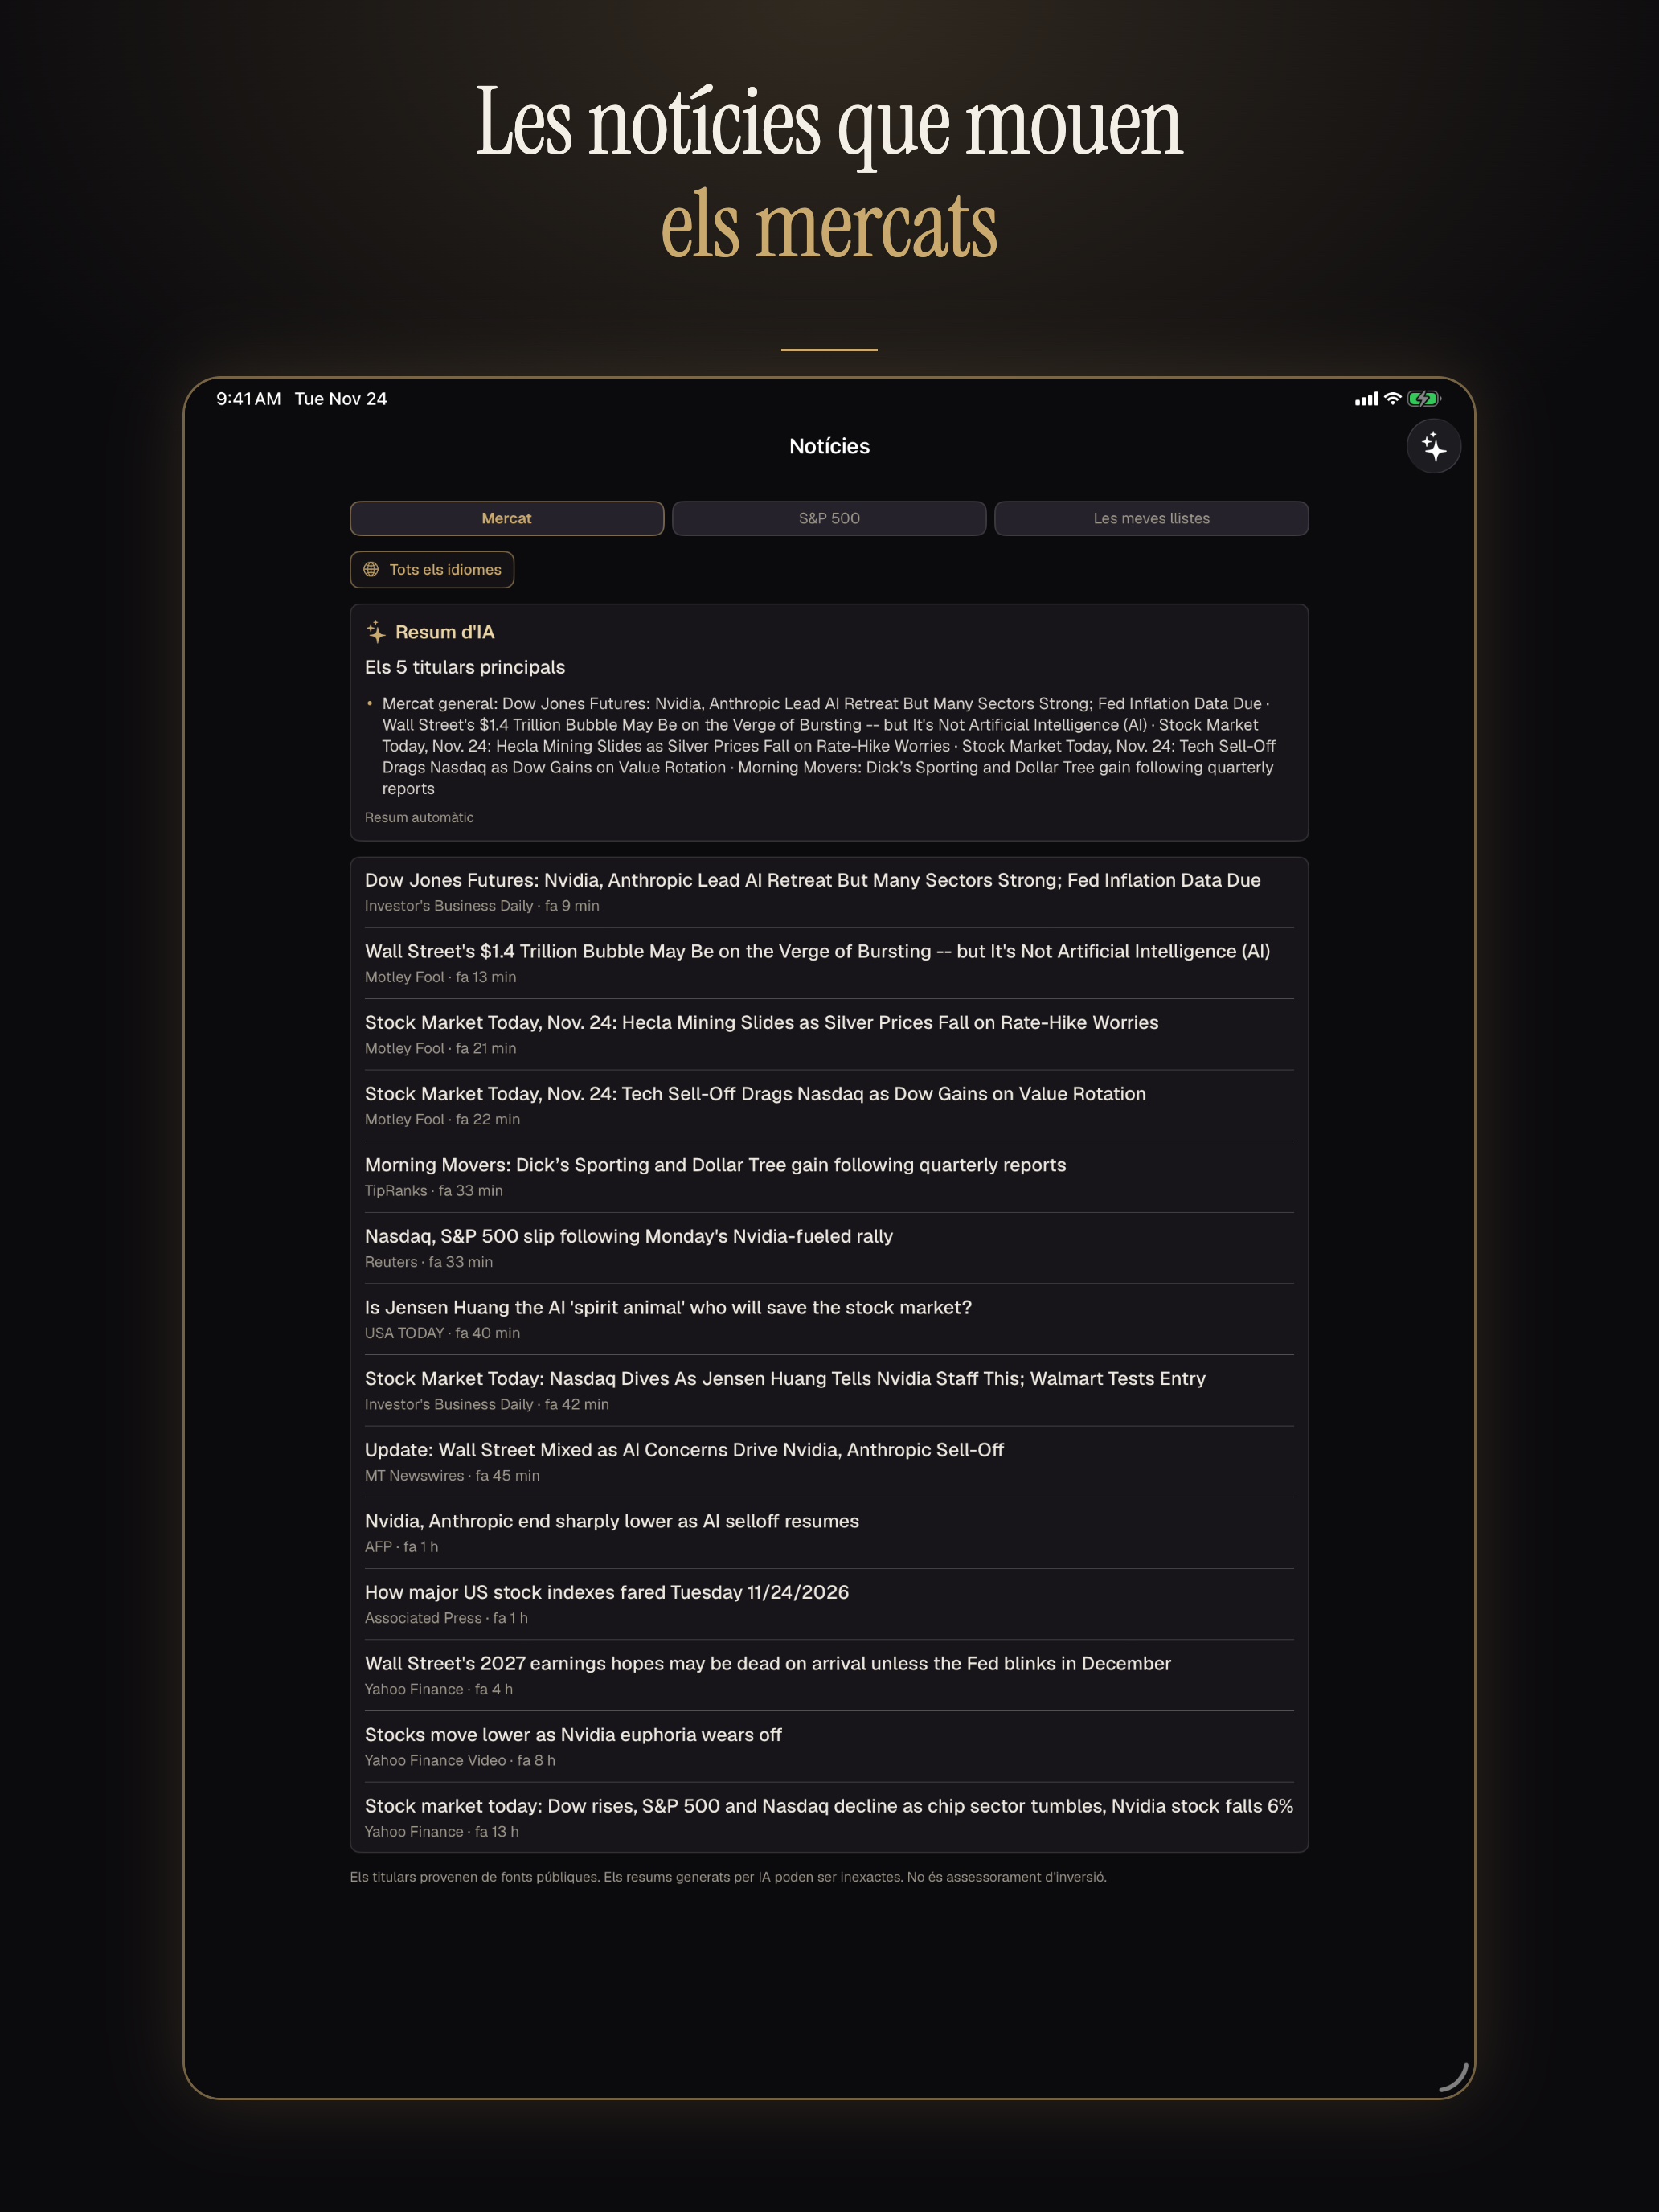 Les notícies que mouen
els mercats
9:41 AM Tue Nov 24
Notícies
Mercat
S&P 500
Les meves llistes
Tots els idiomes
Resum d'IA
Els 5 titulars principals
• Mercat general: Dow Jones Futures: Nvidia, Anthropic Lead AI Retreat But Many Sectors Strong; Fed Inflation Data Due ·
Wall Street's $1.4 Trillion Bubble May Be on the Verge of Bursting -- but It's Not Artificial Intelligence (AI) · Stock Market
Today, Nov. 24: Hecla Mining Slides as Silver Prices Fall on Rate-Hike Worries · Stock Market Today, Nov. 24: Tech Sell-Off
Drags Nasdaq as Dow Gains on Value Rotation · Morning Movers: Dick’s Sporting and Dollar Tree gain following quarterly
reports
Resum automàtic
Dow Jones Futures: Nvidia, Anthropic Lead AI Retreat But Many Sectors Strong; Fed Inflation Data Due
Investor's Business Daily · fa 9 min
Wall Street's $1.4 Trillion Bubble May Be on the Verge of Bursting -- but It's Not Artificial Intelligence (AI)
Motley Fool · fa 13 min
Stock Market Today, Nov. 24: Hecla Mining Slides as Silver Prices Fall on Rate-Hike Worries
Motley Fool · fa 21 min
Stock Market Today, Nov. 24: Tech Sell-Off Drags Nasdaq as Dow Gains on Value Rotation
Motley Fool · fa 22 min
Morning Movers: Dick’s Sporting and Dollar Tree gain following quarterly reports
TipRanks · fa 33 min
Nasdaq, S&P 500 slip following Monday's Nvidia-fueled rally
Reuters · fa 33 min
Is Jensen Huang the AI 'spirit animal' who will save the stock market?
USA TODAY · fa 40 min
Stock Market Today: Nasdaq Dives As Jensen Huang Tells Nvidia Staff This; Walmart Tests Entry
Investor's Business Daily · fa 42 min
Update: Wall Street Mixed as AI Concerns Drive Nvidia, Anthropic Sell-Off
MT Newswires · fa 45 min
Nvidia, Anthropic end sharply lower as AI selloff resumes
AFP · fa 1 h
How major US stock indexes fared Tuesday 11/24/2026
Associated Press · fa 1 h
Wall Street's 2027 earnings hopes may be dead on arrival unless the Fed blinks in December
Yahoo Finance · fa 4 h
Stocks move lower as Nvidia euphoria wears off
Yahoo Finance Video · fa 8 h
Stock market today: Dow rises, S&P 500 and Nasdaq decline as chip sector tumbles, Nvidia stock falls 6%
Yahoo Finance · fa 13 h
Els titulars provenen de fonts públiques. Els resums generats per IA poden ser inexactes. No és assessorament d'inversió.